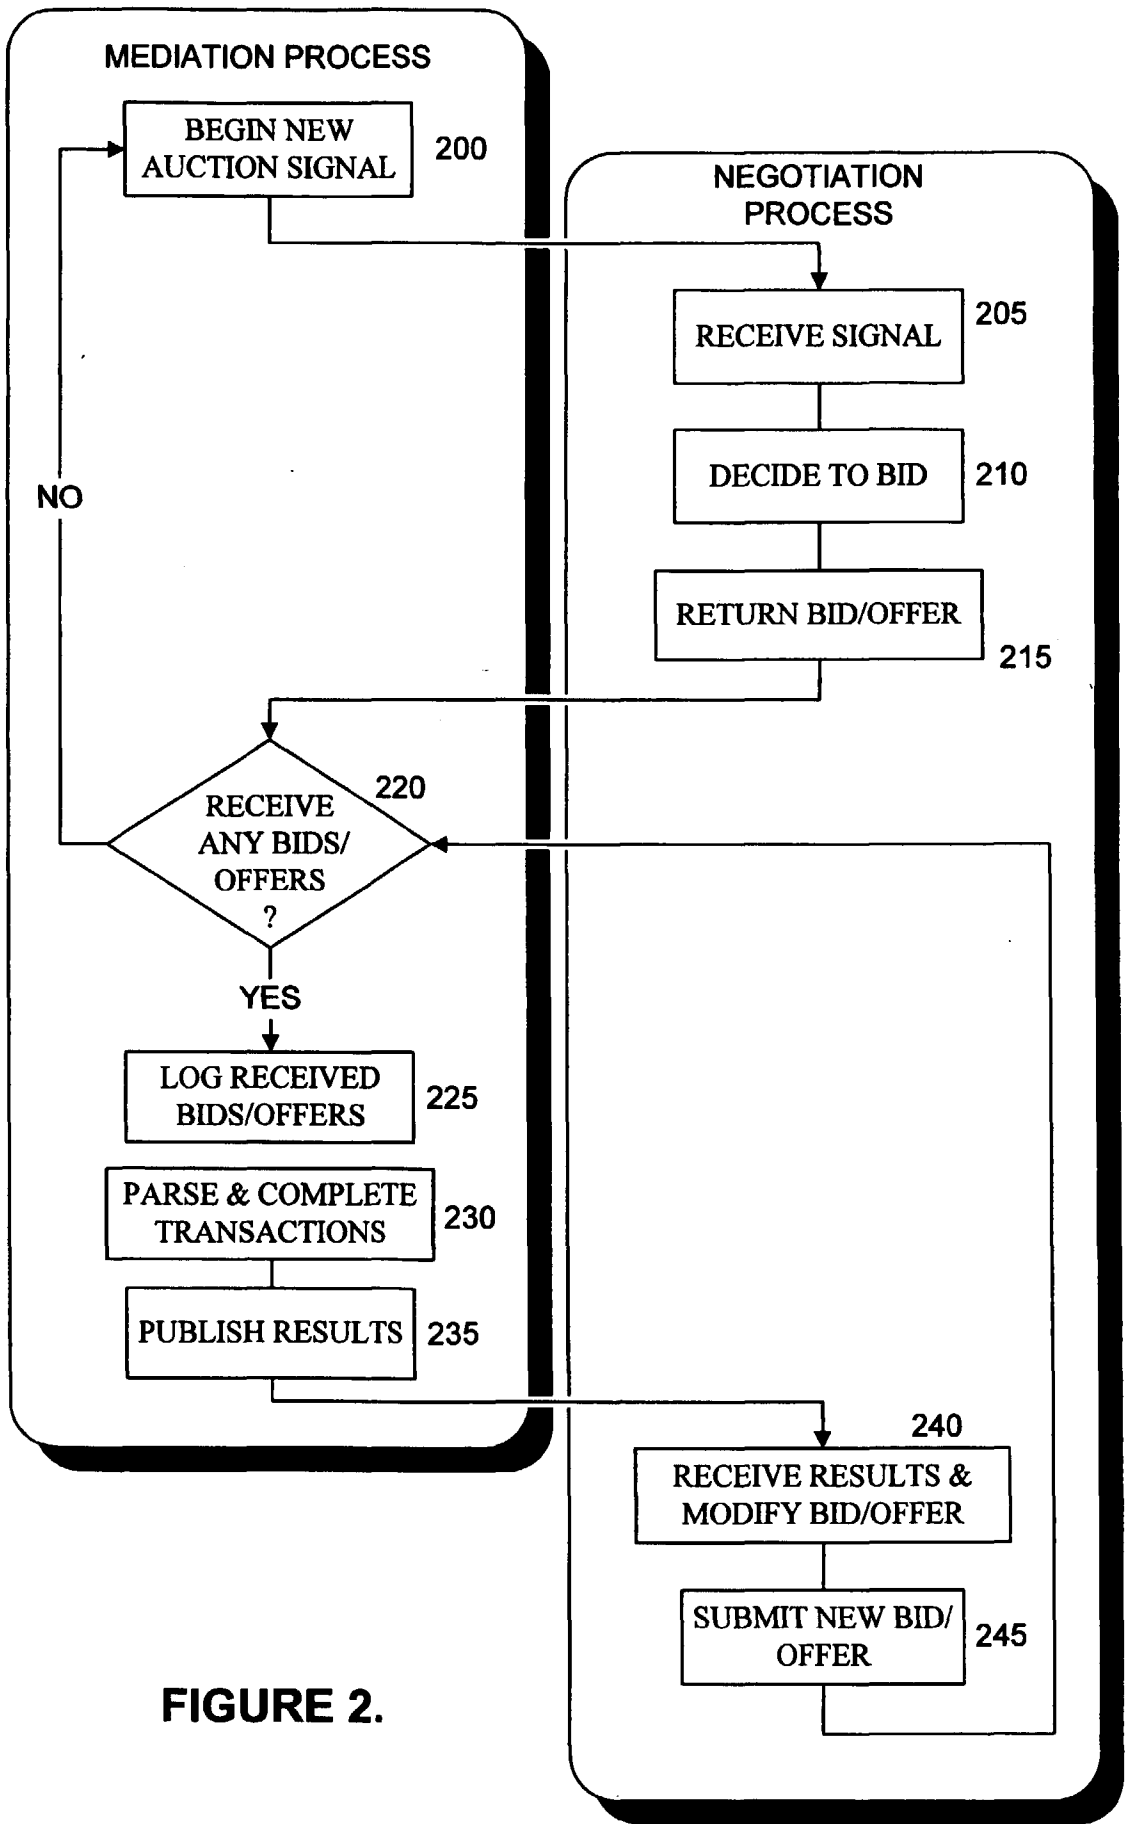 MEDIATION PROCESS
BEGIN NEW
AUCTION SIGNAL
200
NEGOTIATION
PROCESS
RECEIVE SIGNAL
205
DECIDE TO BID
210
NO
RETURN BID/OFFER
215
RECEIVE
ANY BIDS/
OFFERS
?
220
YES
LOG RECEIVED
BIDS/OFFERS
225
PARSE & COMPLETE
TRANSACTIONS
230
PUBLISH RESULTS
235
240
RECEIVE RESULTS &
MODIFY BID/OFFER
SUBMIT NEW BID/
OFFER
245
FIGURE 2.